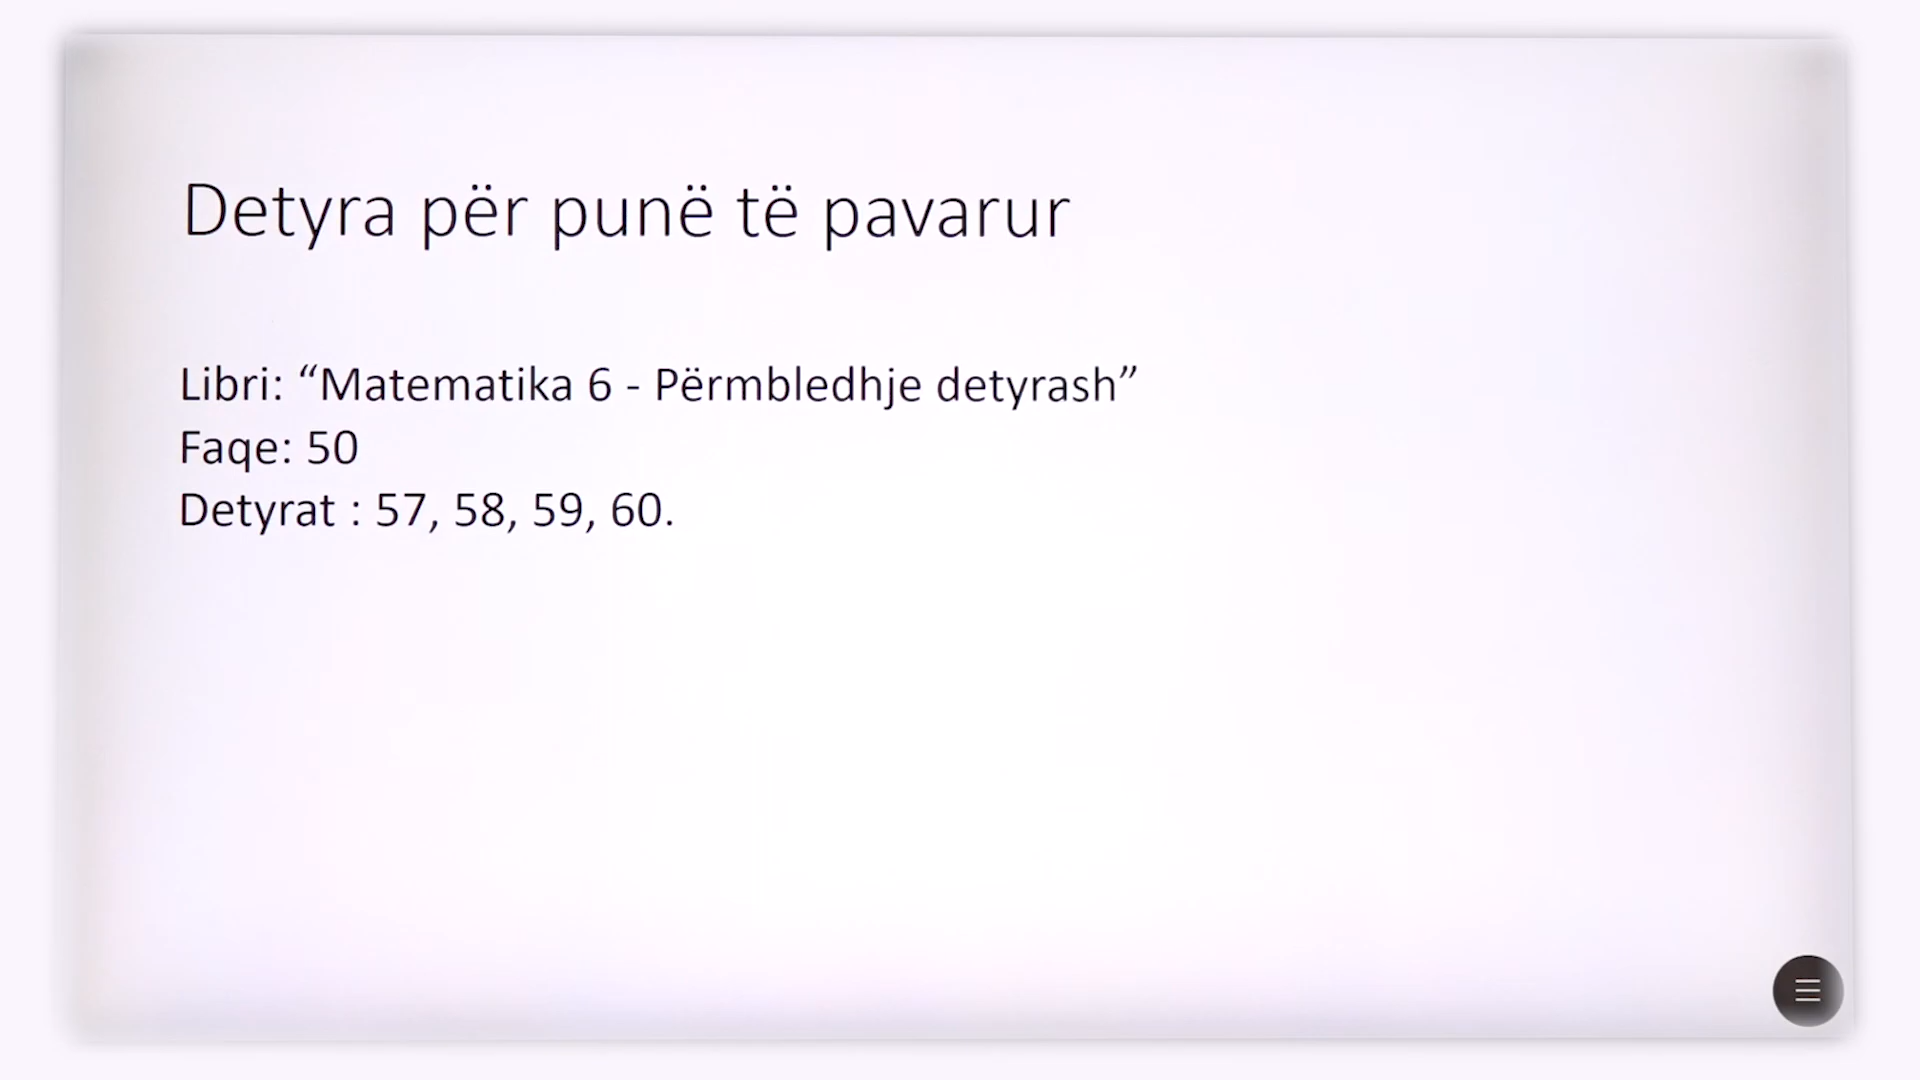 Detyra për punë të pavarur
Libri: “Matematika 6 - Përmbledhje detyrash”
Faqe: 50
Detyrat : 57, 58, 59, 60.